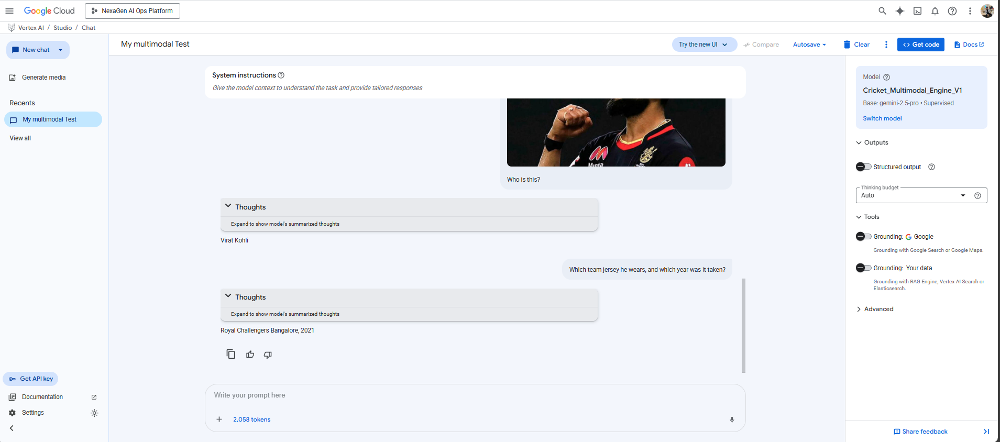 Google Cloud
NexaGen AI Ops Platform
Vertex AI / Studio / Chat
New chat
Generate media
Recents
My multimodal Test
View all
Get API key
Documentation
Settings
My multimodal Test
Try the new UI
Compare
Autosave
Clear
Get code
Docs
System instructions
Give the model context to understand the task and provide tailored responses
Myntra
Who is this?
Thoughts
Expand to show model's summarized thoughts
Virat Kohli
Which team jersey he wears, and which year was it taken?
Thoughts
Expand to show model's summarized thoughts
Royal Challengers Bangalore, 2021
Write your prompt here
2,058 tokens
Model
Cricket_Multimodal_Engine_V1
Base: gemini-2.5-pro • Supervised
Switch model
Outputs
Structured output
Thinking budget
Auto
Tools
Grounding: Google
Grounding with Google Search or Google Maps.
Grounding: Your data
Grounding with RAG Engine, Vertex AI Search or
Elasticsearch.
Advanced
Share feedback